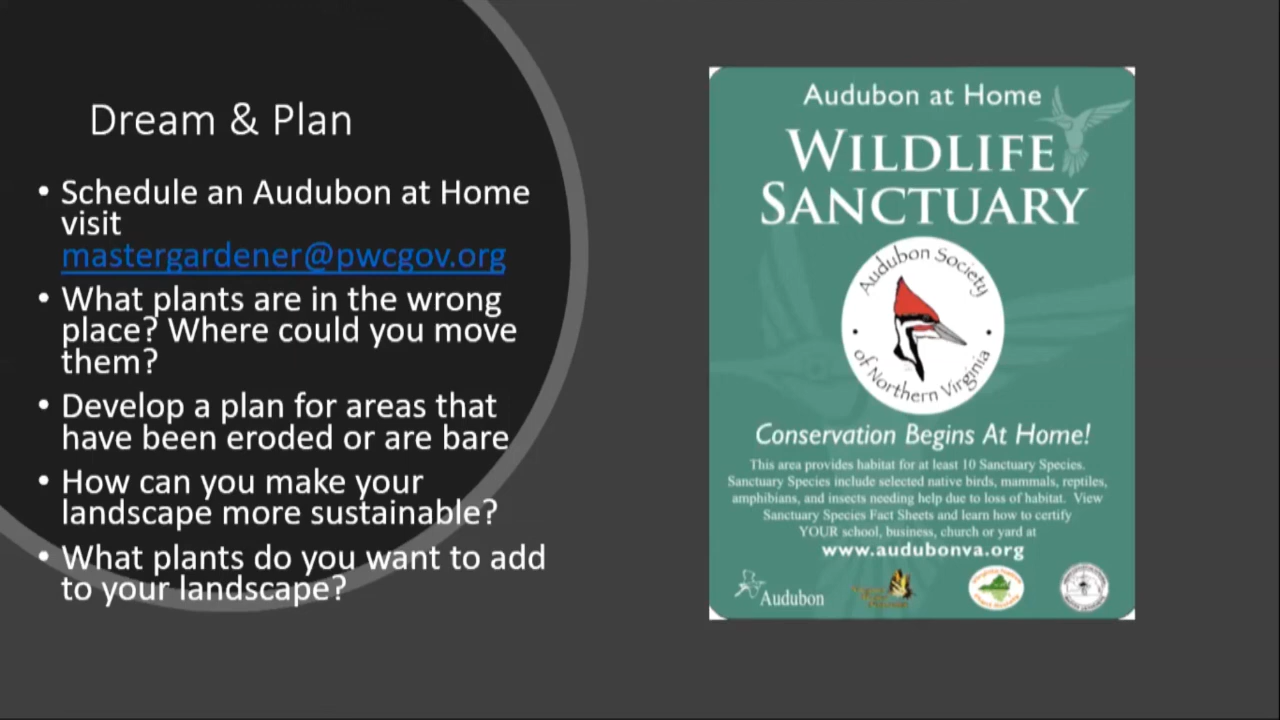 Dream & Plan
• Schedule an Audubon at Home
visit
mastergardener@pwcgov.org
• What plants are in the wrong
place? Where could you move
them?
• Develop a plan for areas that
have been eroded or are bare
• How can you make your
landscape more sustainable?
• What plants do you want to add
to your landscape?
Audubon at Home
WILDLIFE
SANCTUARY
Audubon Society
of Northern Virginia
Conservation Begins At Home!
This area provides habitat for at least 10 Sanctuary Species.
Sanctuary Species include selected native birds, mammals, reptiles,
amphibians, and insects needing help due to loss of habitat. View
Sanctuary Species Fact Sheets and learn how to certify
YOUR school, business, church or yard at
www.audubonva.org
Audubon